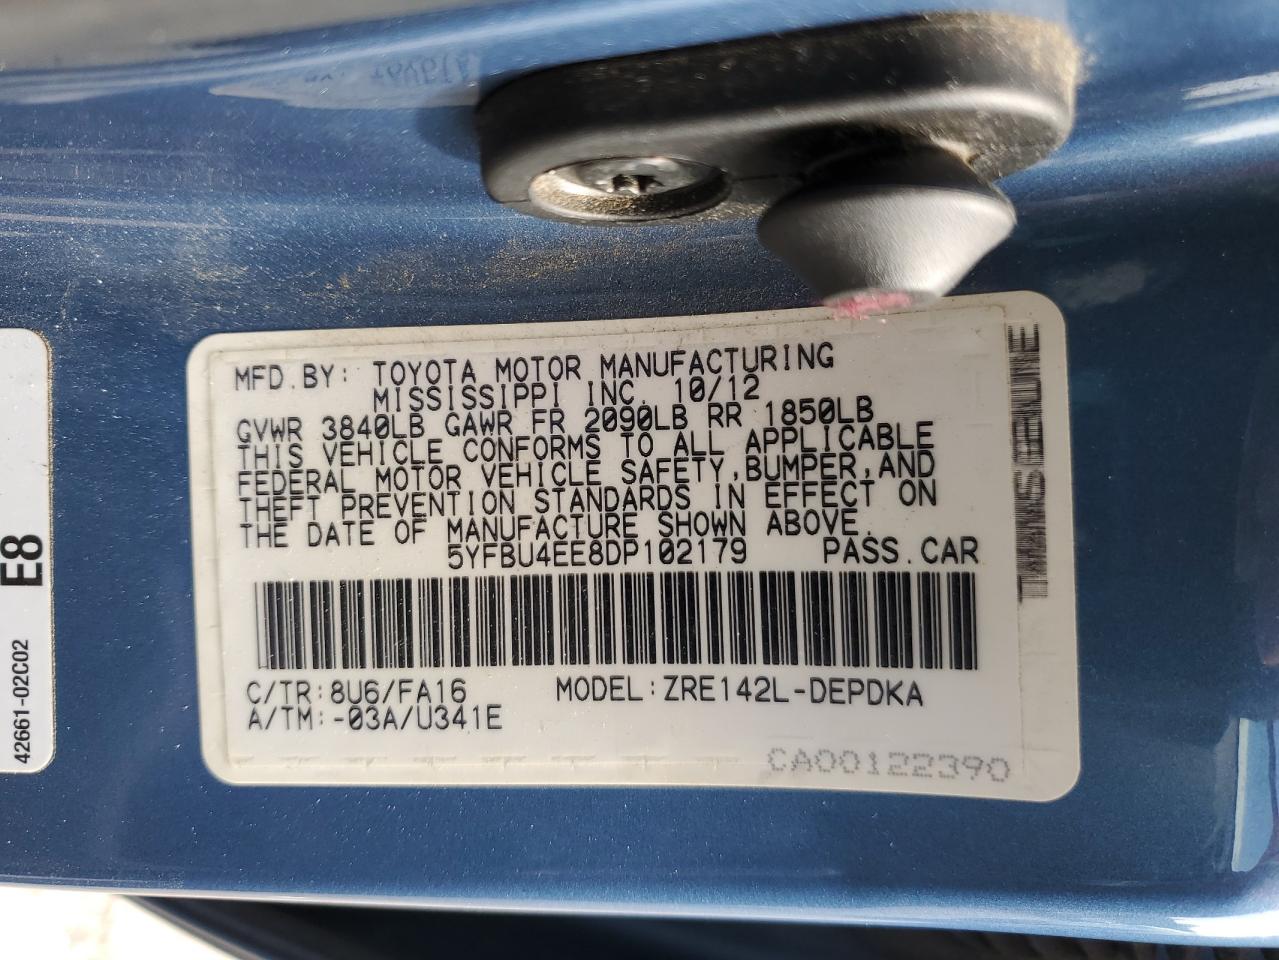 MFD.BY: TOYOTA MOTOR MANUFACTURING
MISSISSIPPI INC. 10/12
GVWR 3840LB GAWR FR 2090LB RR 1850LB
THIS VEHICLE CONFORMS TO ALL APPLICABLE
FEDERAL MOTOR VEHICLE SAFETY,BUMPER,AND
THEFT PREVENTION STANDARDS IN EFFECT ON
THE DATE OF MANUFACTURE SHOWN ABOVE.
5YFBU4EE8DP102179 PASS.CAR
C/TR:8U6/FA16 MODEL:ZRE142L-DEPDKA
A/TM:-03A/U341E
CA00122390
E8
42661-02C02